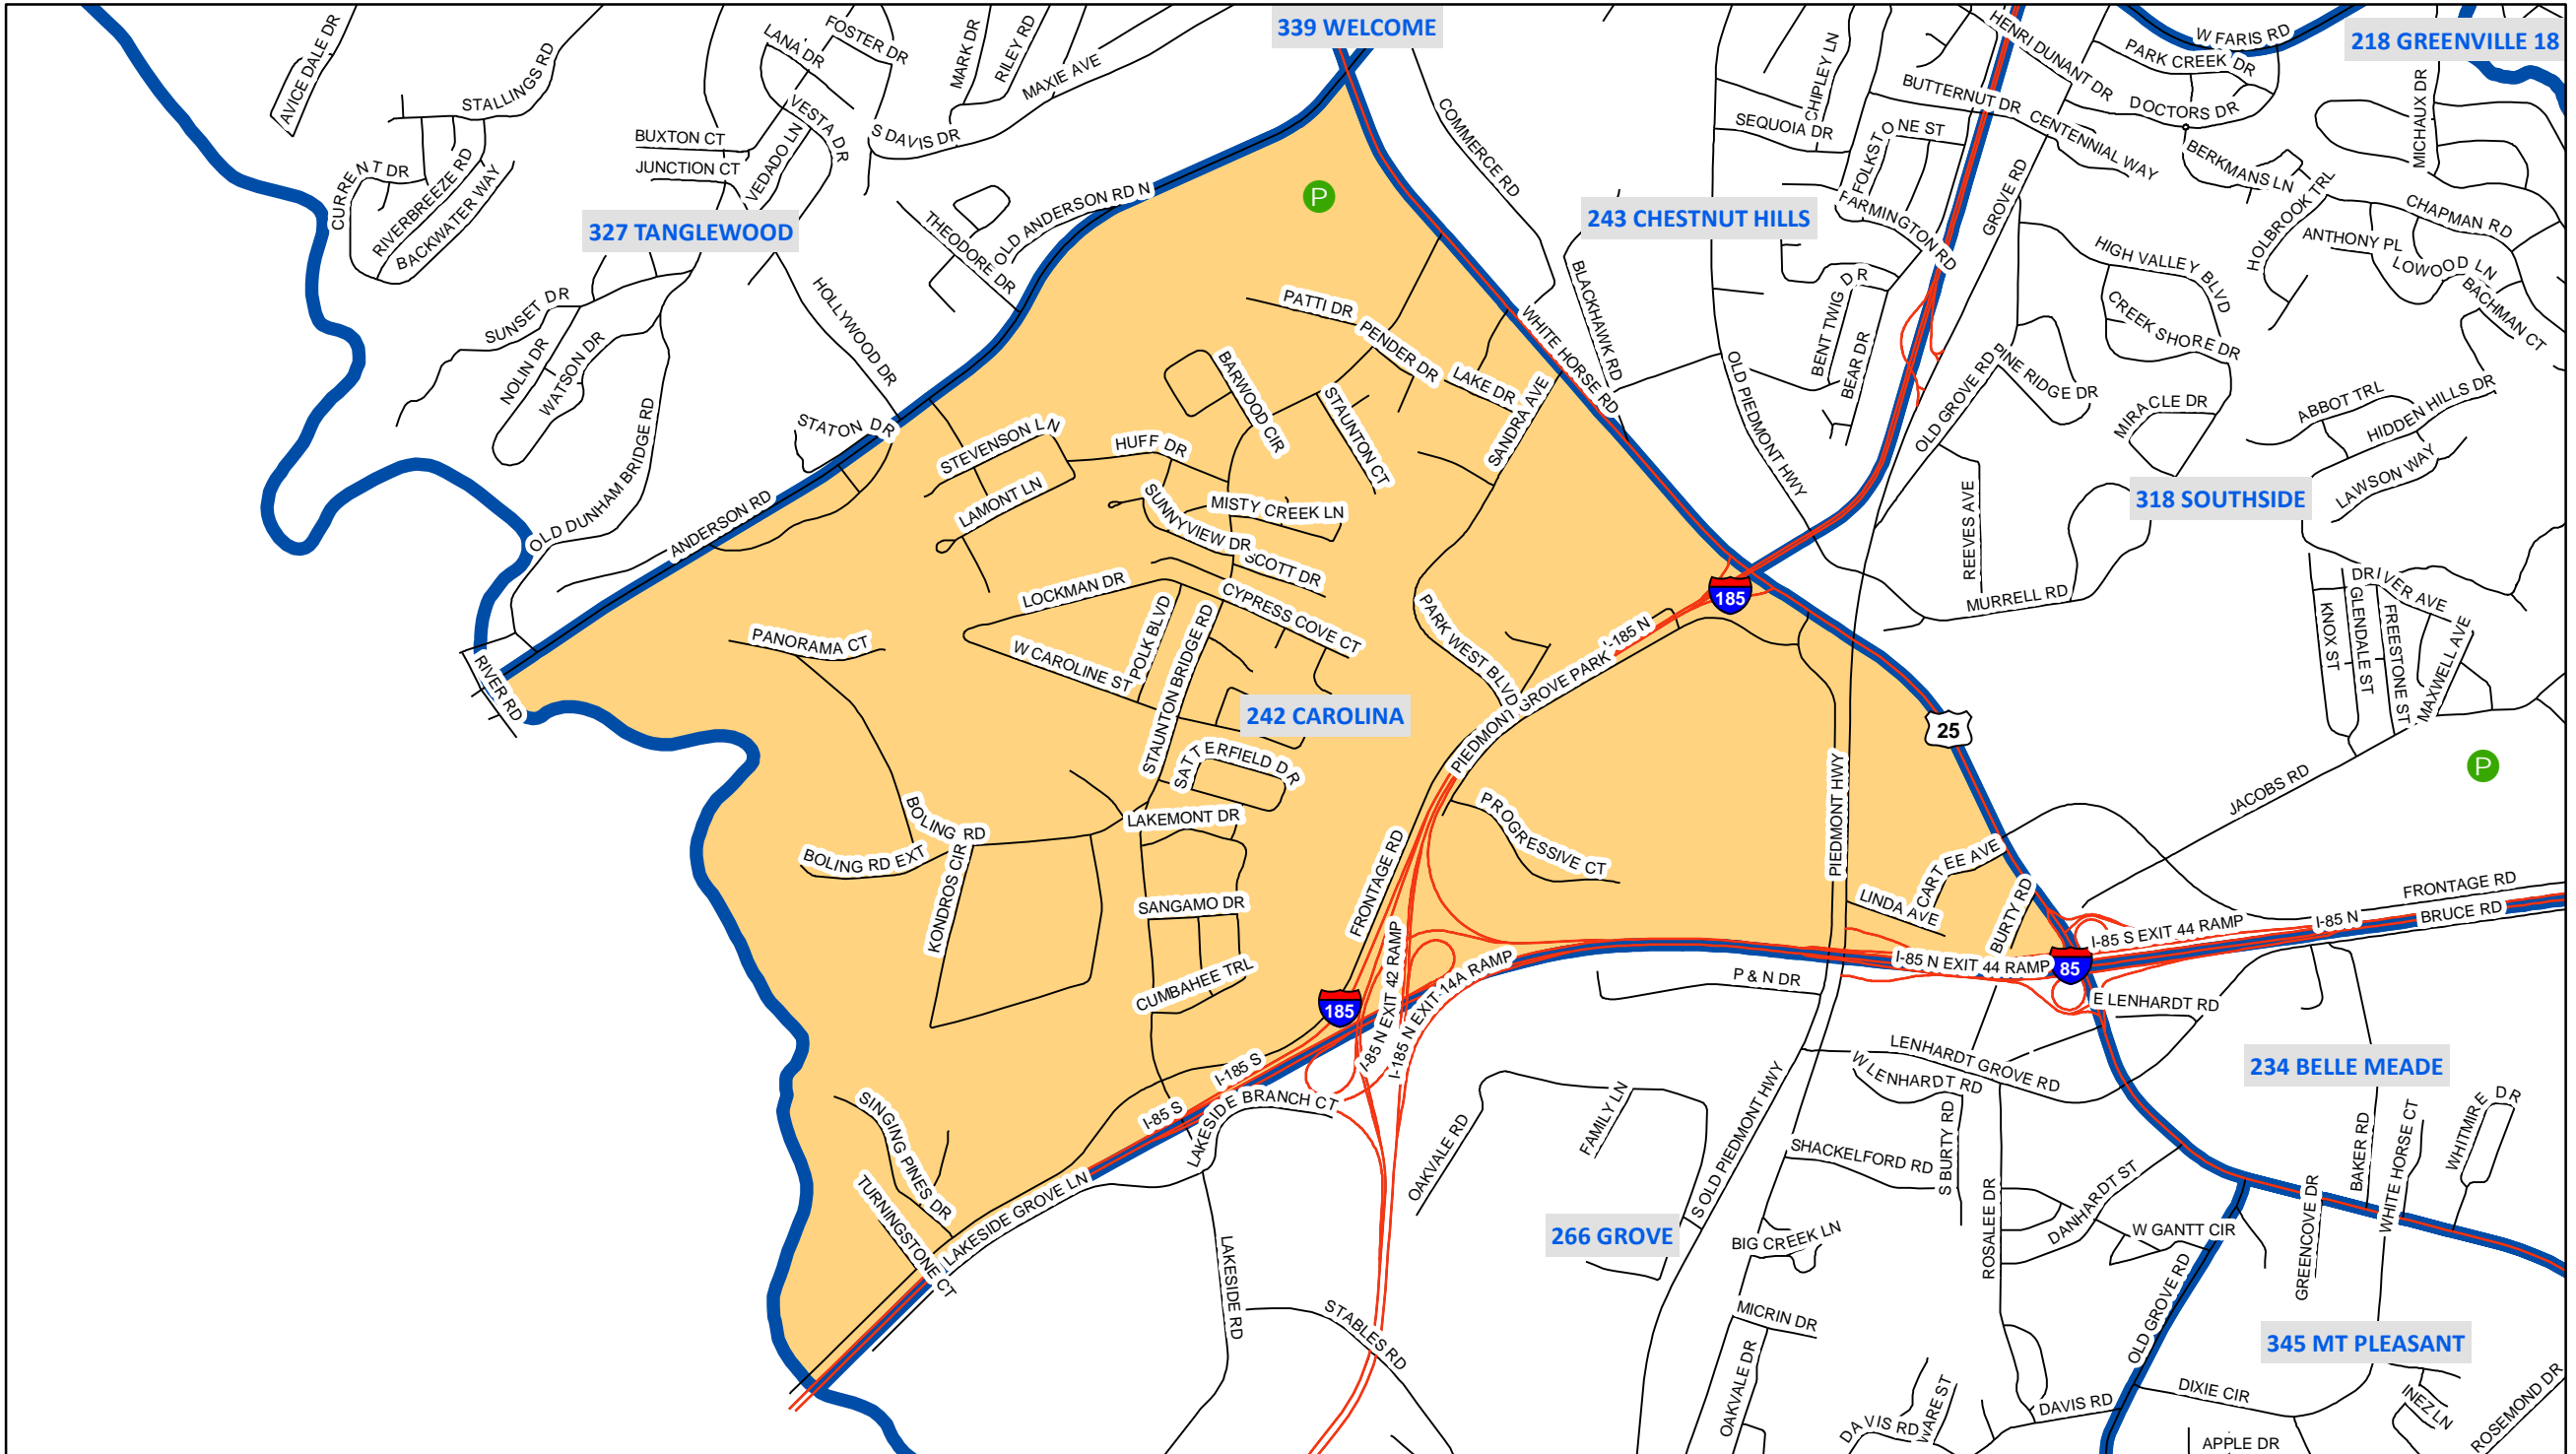 339 WELCOME
218 GREENVILLE 18
AVICE DALE DR
STALLINGS RD
LANA DR
FOSTER DR
MARK DR
RILEY RD
MAXIE AVE
HENRI DUNANT DR
W FARIS RD
PARK CREEK DR
CHIPLEY LN
BUTTERNUT DR
DOCTORS DR
MICHAUX DR
COMMERCE RD
VESTA DR
S DAVIS DR
BUXTON CT
JUNCTION CT
VEDADO LN
SEQUOIA DR
FOLKSTONE ST
CENTENNIAL WAY
BERKMANS LN
CURRENT DR
RIVERBREEZE RD
BACKWATER WAY
327 TANGLEWOOD
OLD ANDERSON RD N
THEODORE DR
P
243 CHESTNUT HILLS
FARMINGTON RD
GROVE RD
HOLBROOK TRL
CHAPMAN RD
ANTHONY PL
LOWOOD LN
BACHMAN CT
HIGH VALLEY BLVD
CREEK SHORE DR
SUNSET DR
NOLIN DR
WATSON DR
HOLLYWOOD DR
PATTI DR
PENDER DR
LAKE DR
WHITE HORSE RD
BLACKHAWK RD
BENT TWIG DR
BEAR DR
OLD PIEDMONT HWY
OLD GROVE RD
PINE RIDGE DR
MIRACLE DR
ABBOT TRL
HIDDEN HILLS DR
LAWSON WAY
STATON DR
BARWOOD CIR
STAUNTON CT
SANDRA AVE
STEVENSON LN
HUFF DR
LAMONT LN
SUNNYVIEW DR
MISTY CREEK LN
318 SOUTHSIDE
OLD DUNHAM BRIDGE RD
ANDERSON RD
SCOTT DR
LOCKMAN DR
CYPRESS COVE CT
REEVES AVE
MURRELL RD
185
I-185 N
DRIVER AVE
KNOX ST
GLENDALE ST
FREESTONE ST
MAXWELL AVE
PANORAMA CT
W CAROLINE ST
POLK BLVD
STAUNTON BRIDGE RD
PARK WEST BLVD
PIEDMONT GROVE PARK
RIVER RD
242 CAROLINA
25
SATTERFIELD DR
P
JACOBS RD
BOLING RD
LAKEMONT DR
PROGRESSIVE CT
PIEDMONT HWY
BOLING RD EXT
KONDROS CIR
FRONTAGE RD
CARTEE AVE
LINDA AVE
BURTY RD
FRONTAGE RD
BRUCE RD
I-85 N
SANGAMO DR
I-85 S EXIT 44 RAMP
I-85 N EXIT 44 RAMP
85
CUMBAHEE TRL
185
I-85 N EXIT 42 RAMP
I-185 N EXIT 14A RAMP
P & N DR
E LENHARDT RD
234 BELLE MEADE
LENHARDT GROVE RD
W LENHARDT RD
I-185 S
I-85 S
LAKESIDE BRANCH CT
SINGING PINES DR
TURNINGSTONE CT
LAKESIDE GROVE LN
OAKVALE RD
FAMILY LN
S OLD PIEDMONT HWY
SHACKELFORD RD
S BURTY RD
ROSALEE DR
DANHARDT ST
W GANTT CIR
BAKER RD
WHITE HORSE CT
WHITMIRE DR
GREENCOVE DR
266 GROVE
BIG CREEK LN
LAKESIDE RD
STABLES RD
MICRIN DR
OAKVALE DR
OLD GROVE RD
345 MT PLEASANT
DAVIS RD
DAVIS RD
WARE ST
DIXIE CIR
APPLE DR
INEZ LN
ROSEMOND DR